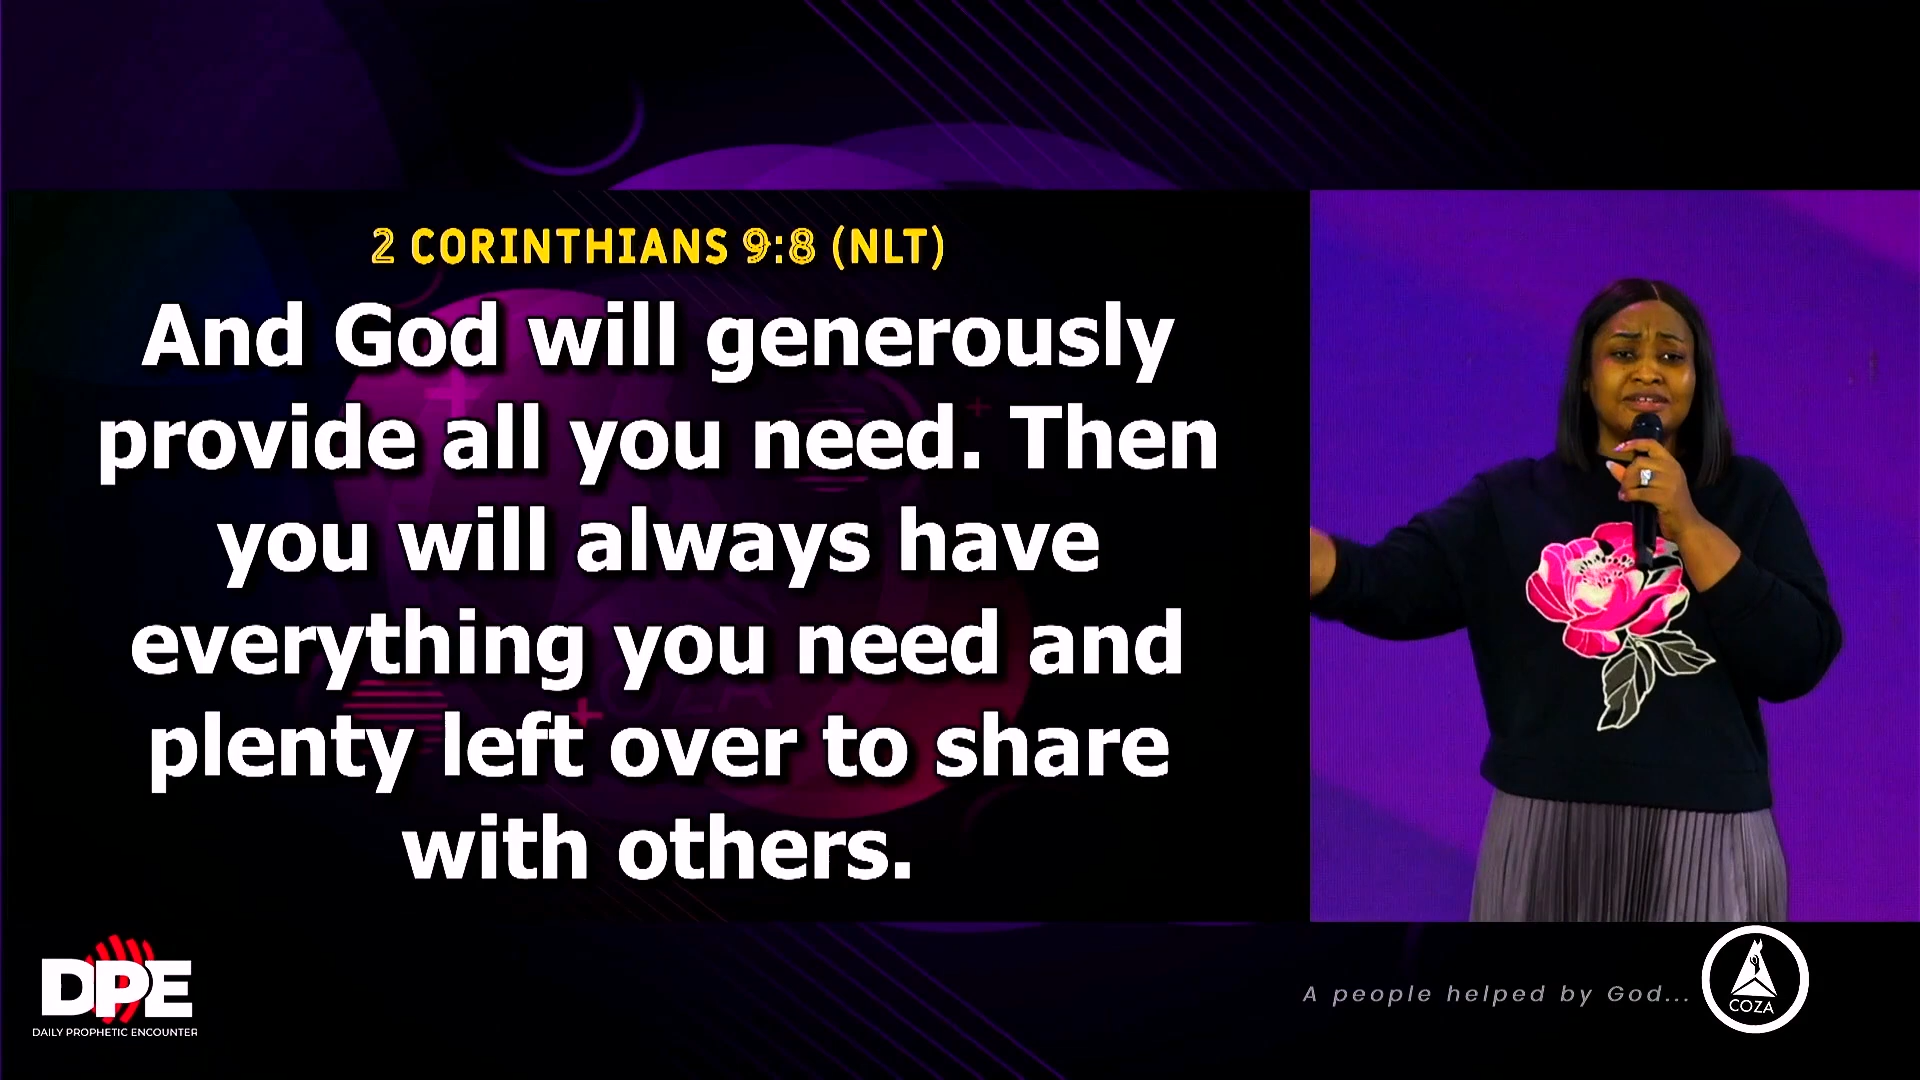 2 CORINTHIANS 9:8 (NLT)
And God will generously
provide all you need. Then
you will always have
everything you need and
plenty left over to share
with others.
DPE
DAILY PROPHETIC ENCOUNTER
A people helped by God...
COZA